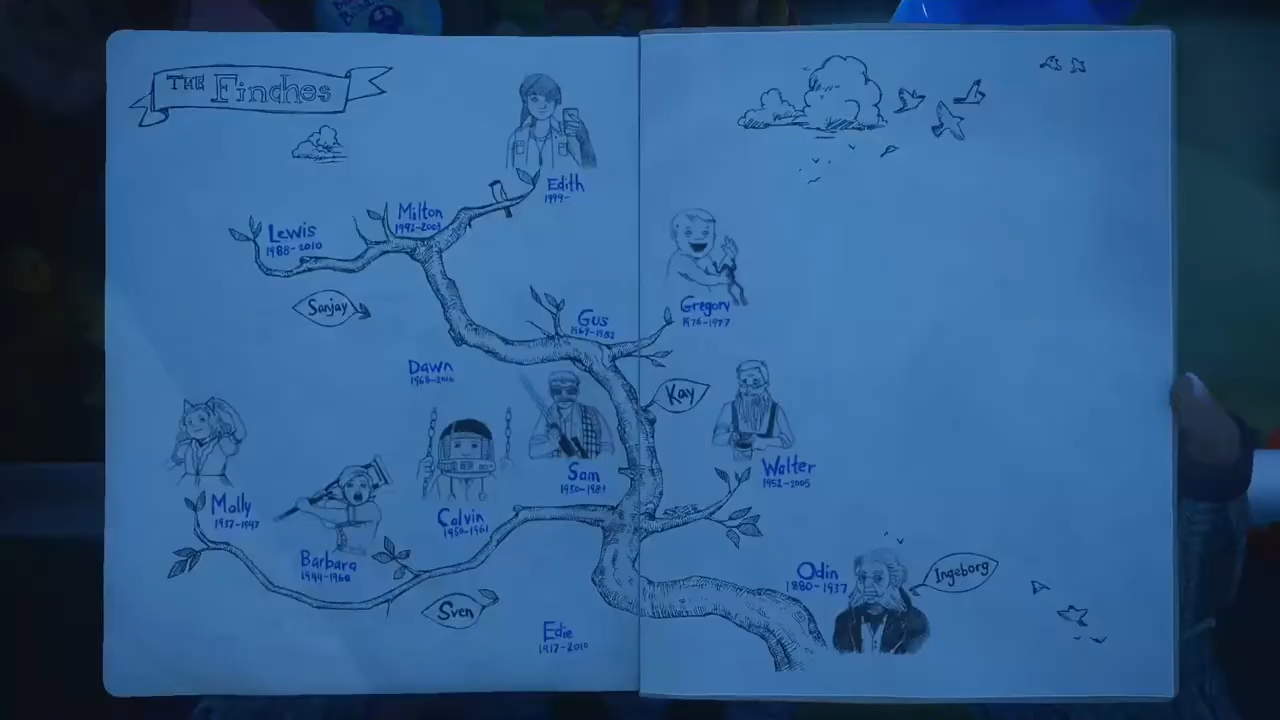 THE Finches
Edith
1999-
Milton
1992-2003
Lewis
1988-2010
Sanjay
Gregory
1976-1977
Gus
1969-1982
Dawn
1968-2016
Kay
Sam
1950-1983
Walter
1952-2005
Calvin
1950-1961
Molly
1937-1947
Barbara
1944-1960
Sven
Odin
1880-1937
Ingeborg
Edie
1917-2010